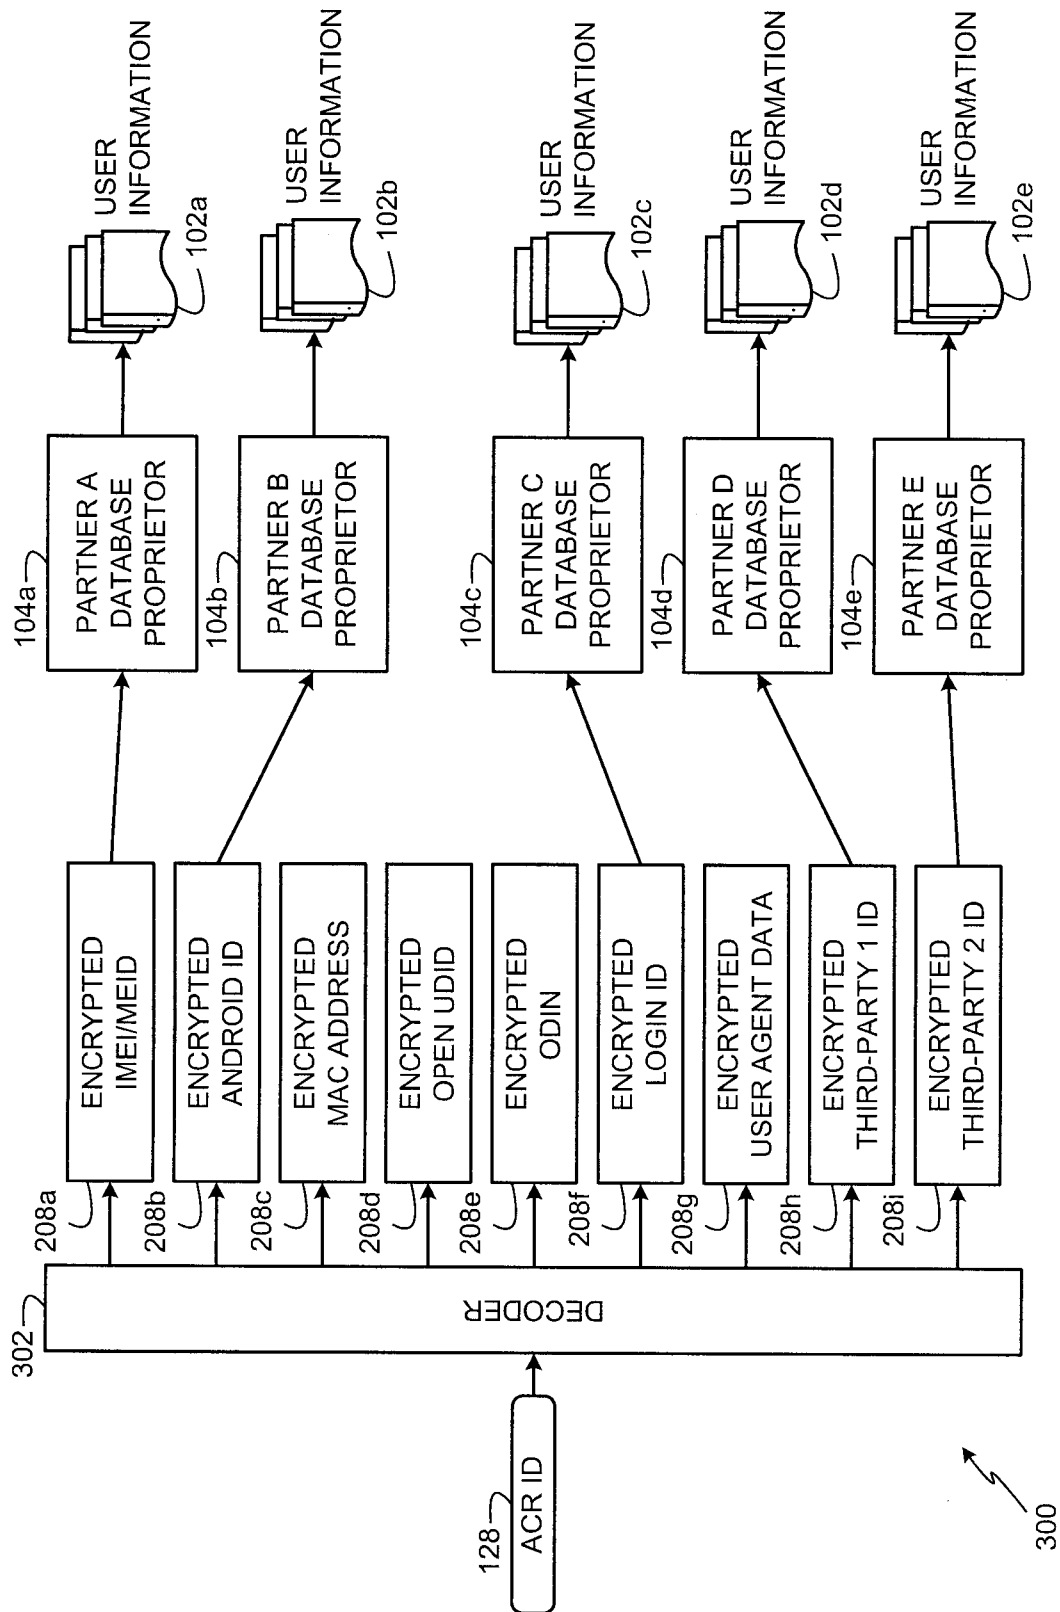 300
128
ACR ID
302
DECODER
208a
ENCRYPTED
IMEI/MEID
208b
ENCRYPTED
ANDROID ID
208c
ENCRYPTED
MAC ADDRESS
208d
ENCRYPTED
OPEN UDID
208e
ENCRYPTED
ODIN
208f
ENCRYPTED
LOGIN ID
208g
ENCRYPTED
USER AGENT DATA
208h
ENCRYPTED
THIRD-PARTY 1 ID
208i
ENCRYPTED
THIRD-PARTY 2 ID
104a
PARTNER A
DATABASE
PROPRIETOR
104b
PARTNER B
DATABASE
PROPRIETOR
104c
PARTNER C
DATABASE
PROPRIETOR
104d
PARTNER D
DATABASE
PROPRIETOR
104e
PARTNER E
DATABASE
PROPRIETOR
USER
INFORMATION
102a
USER
INFORMATION
102b
USER
INFORMATION
102c
USER
INFORMATION
102d
USER
INFORMATION
102e